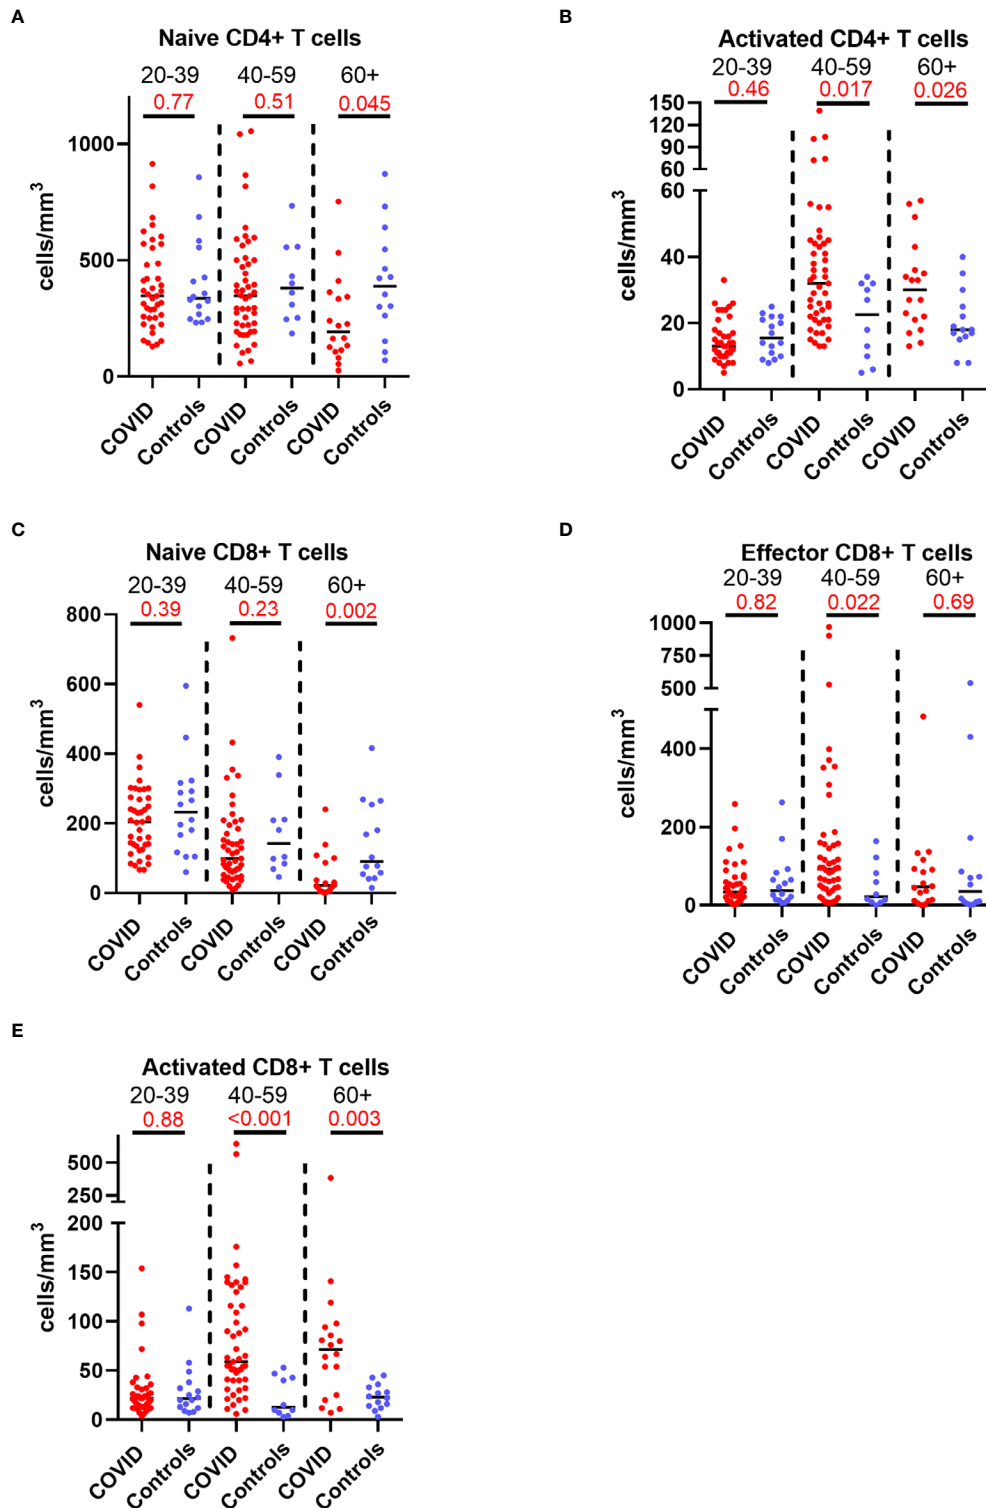 A
Naive CD4+ T cells
20-39 40-59 60+
0.77 0.51 0.045
1000
500
0
cells/mm³
COVID Controls COVID Controls COVID Controls
B
Activated CD4+ T cells
20-39 40-59 60+
0.46 0.017 0.026
150
120
90
60
60
40
20
0
cells/mm³
COVID Controls COVID Controls COVID Controls
C
Naive CD8+ T cells
20-39 40-59 60+
0.39 0.23 0.002
800
600
400
200
0
cells/mm³
COVID Controls COVID Controls COVID Controls
D
Effector CD8+ T cells
20-39 40-59 60+
0.82 0.022 0.69
1000
750
500
400
200
0
cells/mm³
COVID Controls COVID Controls COVID Controls
E
Activated CD8+ T cells
20-39 40-59 60+
0.88 <0.001 0.003
500
250
200
150
100
50
0
cells/mm³
COVID Controls COVID Controls COVID Controls